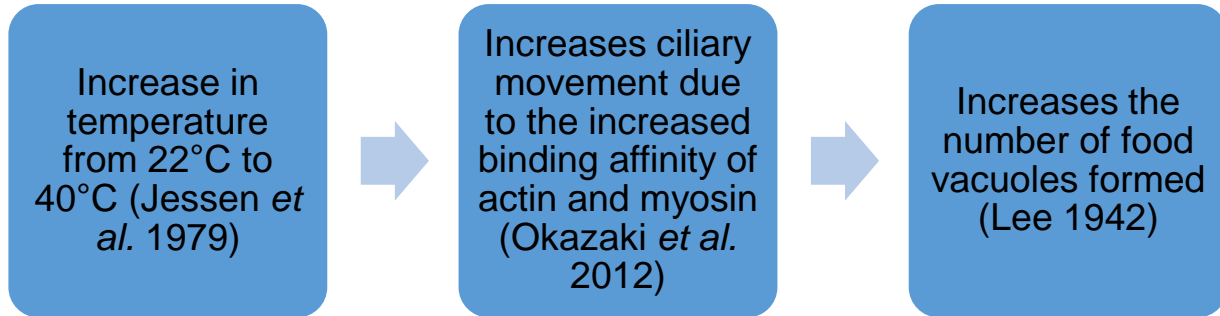 Increase in
temperature
from 22°C to
40°C (Jessen et
al. 1979)
Increases ciliary
movement due
to the increased
binding affinity of
actin and myosin
(Okazaki et al.
2012)
Increases the
number of food
vacuoles formed
(Lee 1942)